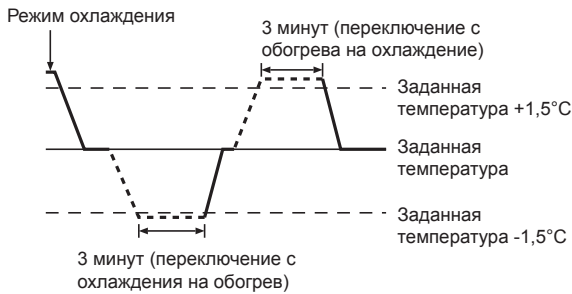 Режим охлаждения
3 минут (переключение с
обогрева на охлаждение)
Заданная
температура +1,5°C
Заданная
температура
Заданная
температура -1,5°C
3 минут (переключение с
охлаждения на обогрев)